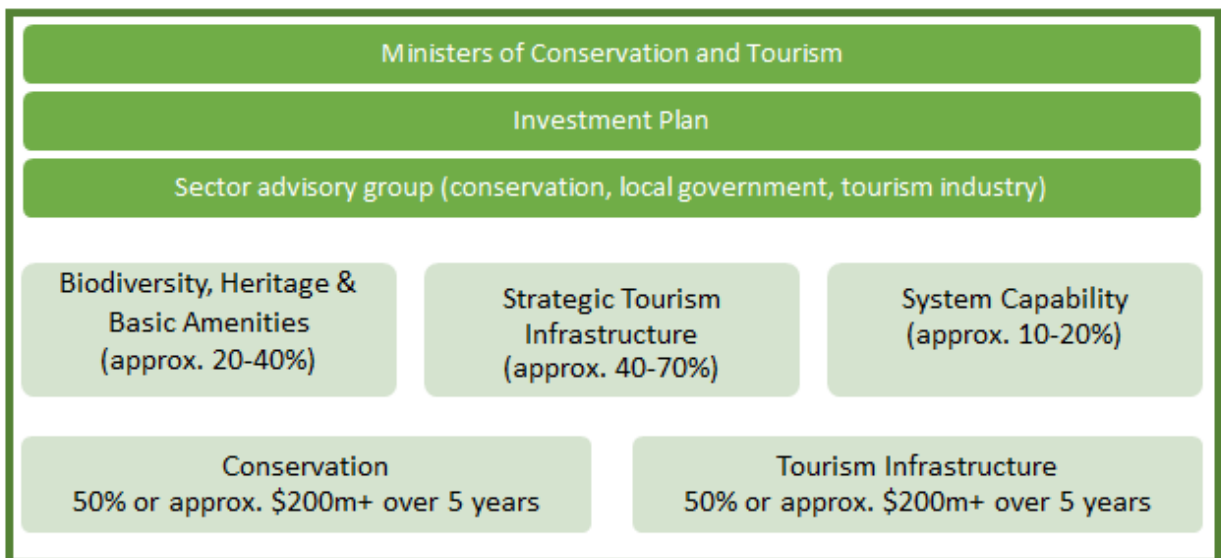 Ministers of Conservation and Tourism
Investment Plan
Sector advisory group (conservation, local government, tourism industry)
Biodiversity, Heritage &
Basic Amenities
(approx. 20-40%)
Strategic Tourism
Infrastructure
(approx. 40-70%)
System Capability
(approx. 10-20%)
Conservation
50% or approx. $200m+ over 5 years
Tourism Infrastructure
50% or approx. $200m+ over 5 years